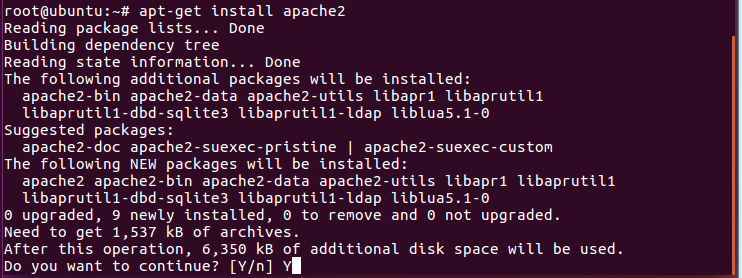 root@ubuntu:~# apt-get install apache2
Reading package lists... Done
Building dependency tree
Reading state information... Done
The following additional packages will be installed:
  apache2-bin apache2-data apache2-utils libapr1 libaprutil1
  libaprutil1-dbd-sqlite3 libaprutil1-ldap liblua5.1-0
Suggested packages:
  apache2-doc apache2-suexec-pristine | apache2-suexec-custom
The following NEW packages will be installed:
  apache2 apache2-bin apache2-data apache2-utils libapr1 libaprutil1
  libaprutil1-dbd-sqlite3 libaprutil1-ldap liblua5.1-0
0 upgraded, 9 newly installed, 0 to remove and 0 not upgraded.
Need to get 1,537 kB of archives.
After this operation, 6,350 kB of additional disk space will be used.
Do you want to continue? [Y/n] Y